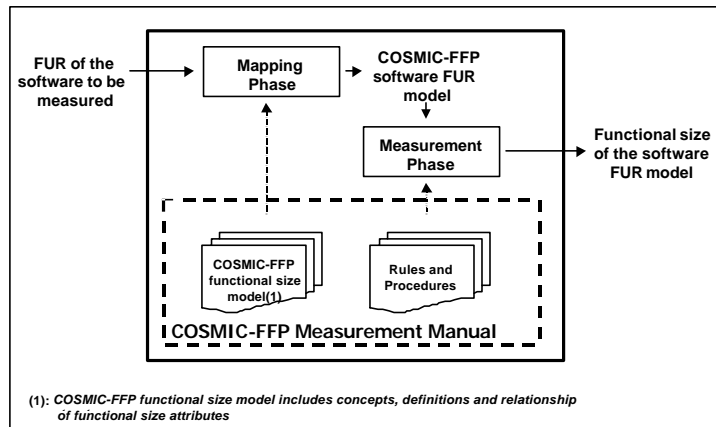 FUR of the
software to be
measured
Mapping
Phase
COSMIC-FFP
software FUR
model
Measurement
Phase
Functional size
of the software
FUR model
COSMIC-FFP
functional size
model(1)
Rules and
Procedures
COSMIC-FFP Measurement Manual
(1): COSMIC-FFP functional size model includes concepts, definitions and relationship
of functional size attributes